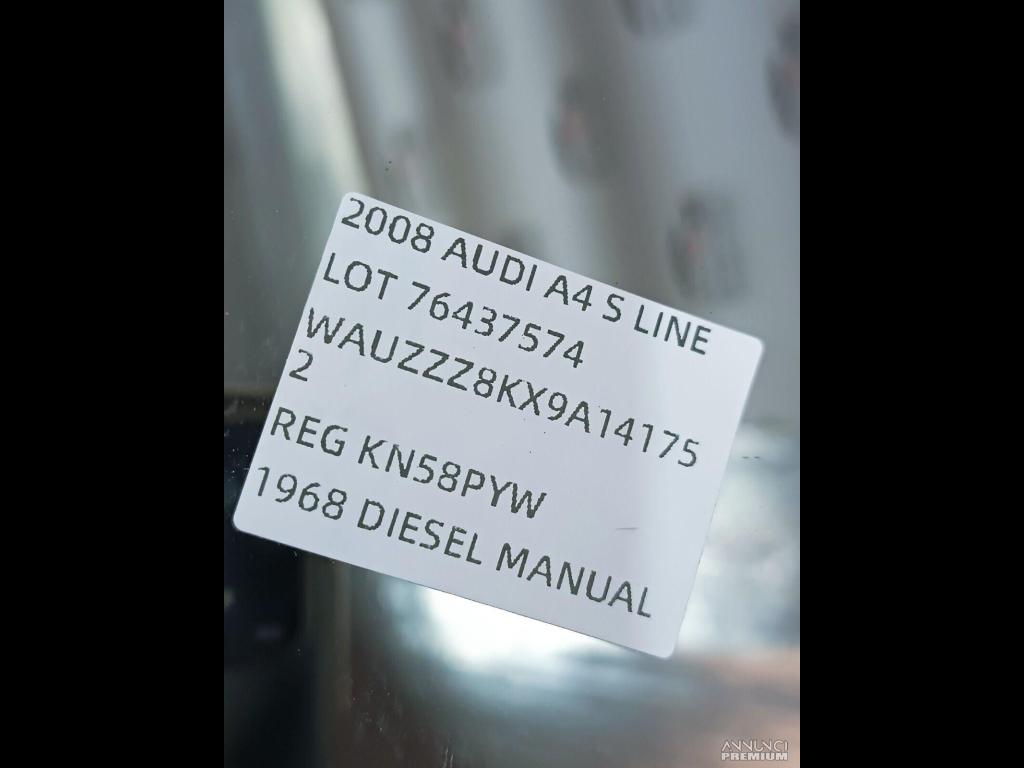 2008 AUDI A4 S LINE
LOT 76437574
WAUZZZ8KX9A14175
2
REG KN58PYW
1968 DIESEL MANUAL
ANNUNCI
PREMIUM